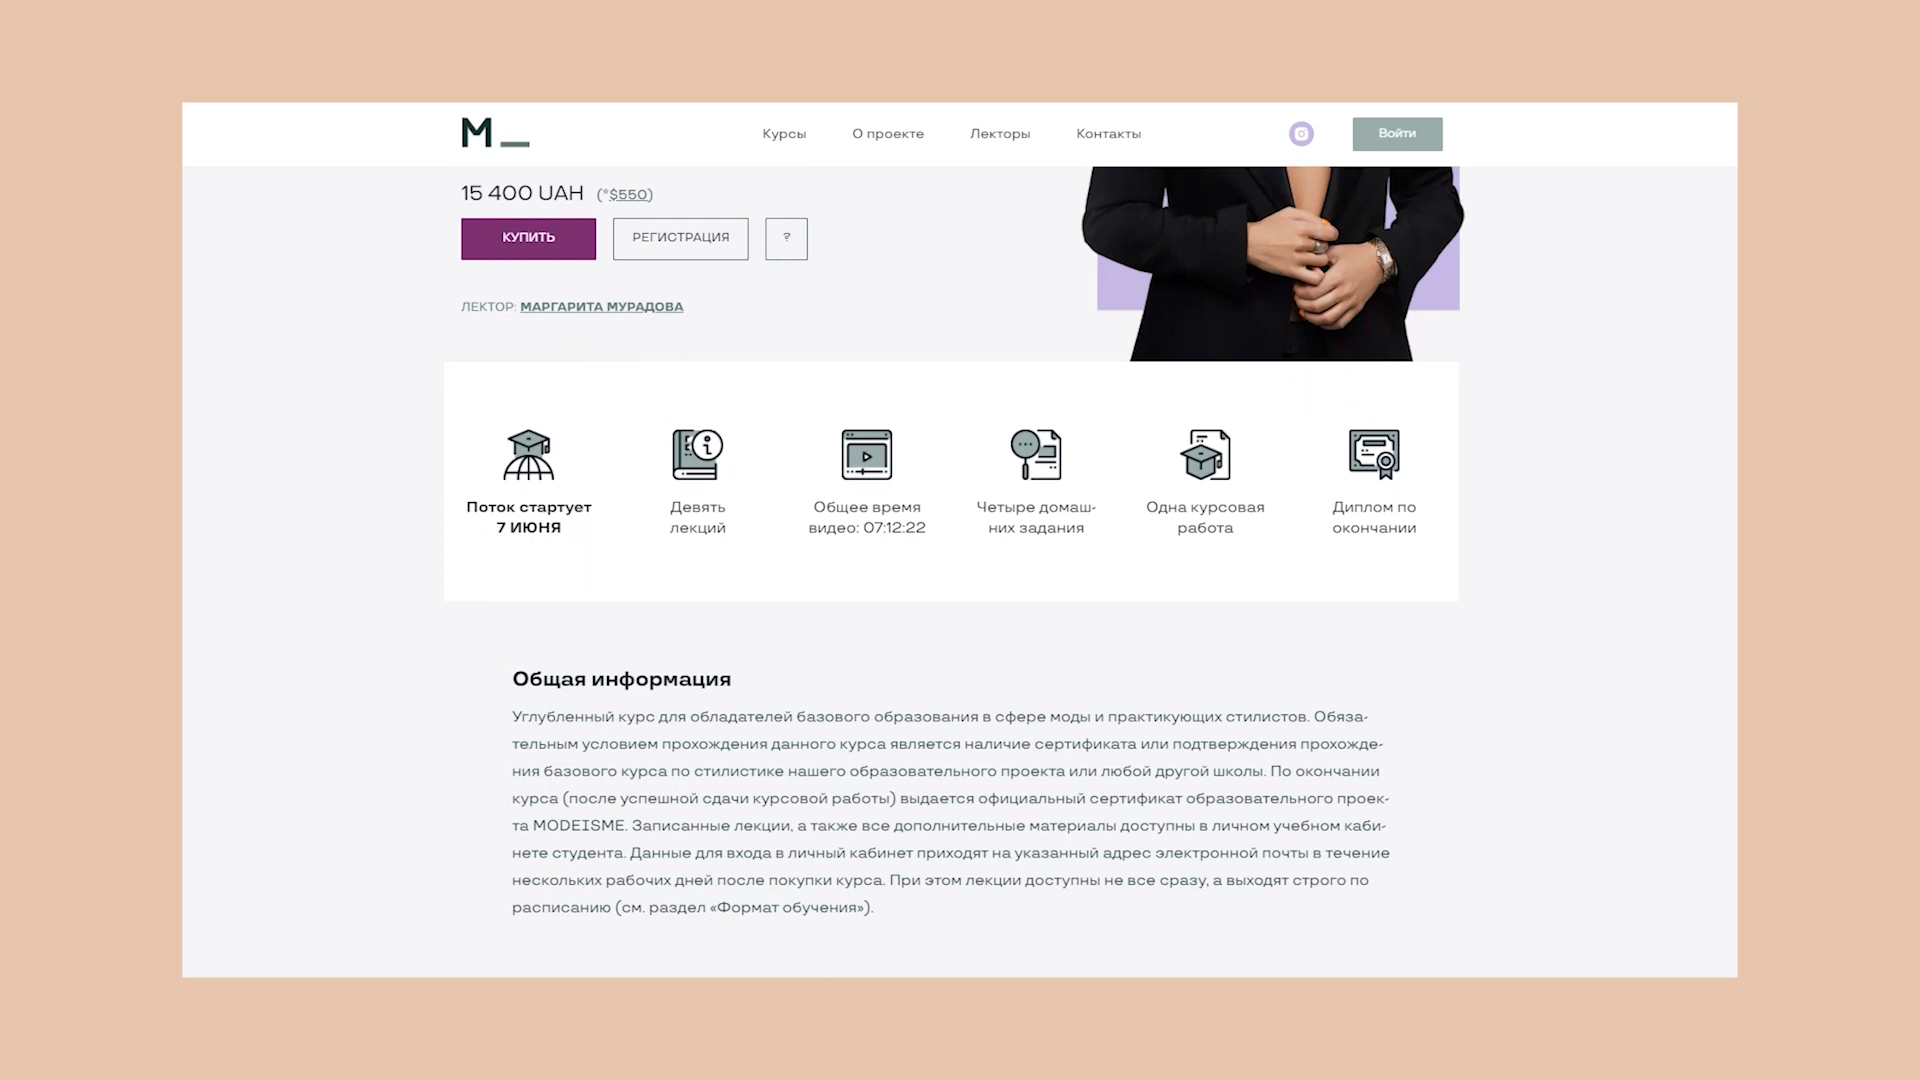 M_
Курсы
О проекте
Лекторы
Контакты
Войти
15 400 UAH (*$550)
КУПИТЬ
РЕГИСТРАЦИЯ
?
ЛЕКТОР: МАРГАРИТА МУРАДОВА
Поток стартует
7 ИЮНЯ
Девять
лекций
Общее время
видео: 07:12:22
Четыре домаш-
них задания
Одна курсовая
работа
Диплом по
окончании
Общая информация
Углубленный курс для обладателей базового образования в сфере моды и практикующих стилистов. Обяза-
тельным условием прохождения данного курса является наличие сертификата или подтверждения прохожде-
ния базового курса по стилистике нашего образовательного проекта или любой другой школы. По окончании
курса (после успешной сдачи курсовой работы) выдается официальный сертификат образовательного проек-
та MODEISME. Записанные лекции, а также все дополнительные материалы доступны в личном учебном каби-
нете студента. Данные для входа в личный кабинет приходят на указанный адрес электронной почты в течение
нескольких рабочих дней после покупки курса. При этом лекции доступны не все сразу, а выходят строго по
расписанию (см. раздел «Формат обучения»).